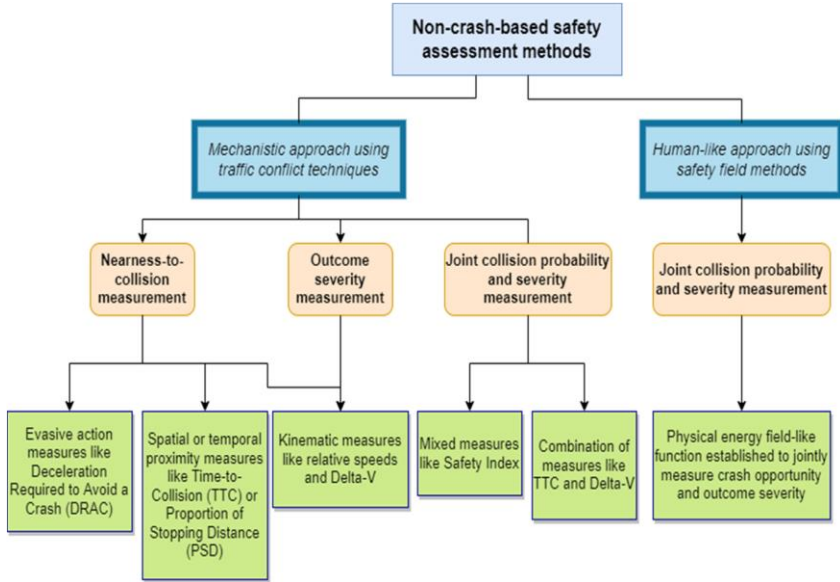 Non-crash-based safety
assessment methods
Mechanistic approach using
traffic conflict techniques
Human-like approach using
safety field methods
Nearness-to-
collision
measurement
Outcome
severity
measurement
Joint collision probability
and severity
measurement
Joint collision probability
and severity measurement
Evasive action
measures like
Deceleration
Required to Avoid a
Crash (DRAC)
Spatial or temporal
proximity measures
like Time-to-
Collision (TTC) or
Proportion of
Stopping Distance
(PSD)
Kinematic measures
like relative speeds
and Delta-V
Mixed measures
like Safety Index
Combination of
measures like
TTC and Delta-V
Physical energy field-like
function established to jointly
measure crash opportunity
and outcome severity